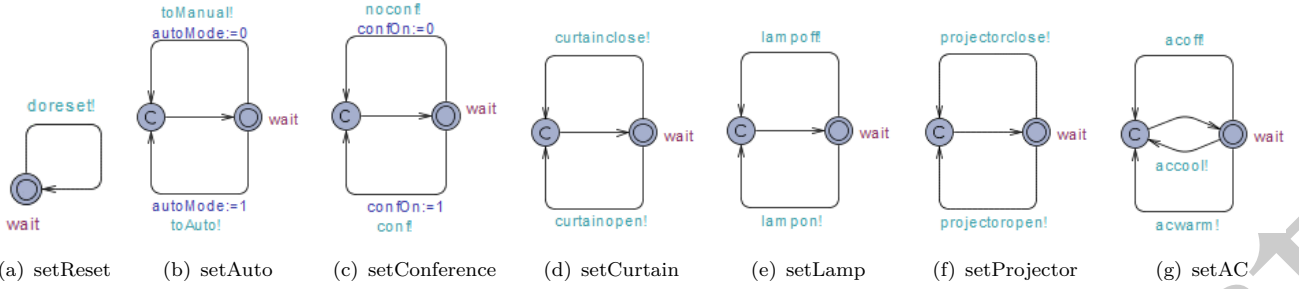 doreset!
wait
(a) setReset
toManual!
autoMode:=0
C
wait
autoMode:=1
toAuto!
(b) setAuto
noconf!
confOn:=0
C
wait
confOn:=1
conf!
(c) setConference
curtainclose!
C
wait
curtainopen!
(d) setCurtain
lampoff!
C
wait
lampon!
(e) setLamp
projectorclose!
C
wait
projectoropen!
(f) setProjector
acoff!
C
wait
accool!
acwarm!
(g) setAC